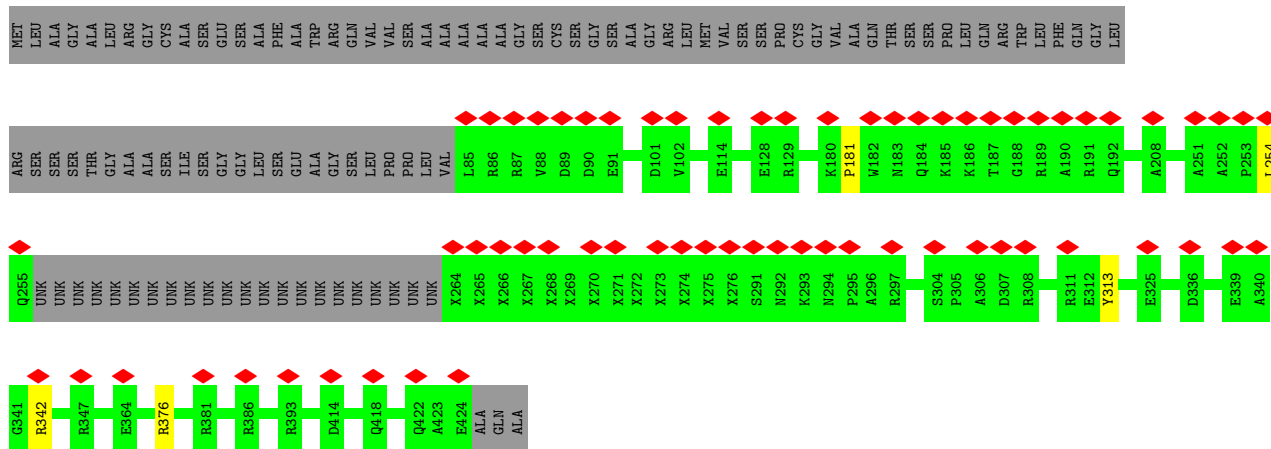 MET LEU ALA GLY ALA LEU ARG GLY CYS ALA SER GLU SER ALA PHE ALA TRP ARG GLN VAL VAL SER ALA ALA ALA ALA ALA GLY SER CYS SER GLY SER ALA GLY ARG LEU MET VAL SER SER PRO CYS GLY VAL ALA GLN THR SER SER PRO LEU GLN ARG TRP LEU PHE GLN GLY LEU
ARG SER SER SER THR GLY ALA ALA SER ILE SER GLY GLY LEU SER GLU ALA GLY SER LEU PRO PRO LEU VAL L85 R86 R87 V88 D89 D90 E91 D101 V102 E114 E128 R129 K180 P181 W182 N183 Q184 K185 K186 T187 G188 R189 A190 R191 Q192 A208 A251 A252 P253 L254
Q255 UNK UNK UNK UNK UNK UNK UNK UNK UNK UNK UNK UNK UNK UNK UNK UNK UNK UNK UNK UNK UNK UNK X264 X265 X266 X267 X268 X269 X270 X271 X272 X273 X274 X275 X276 S291 N292 K293 N294 P295 A296 R297 S304 P305 A306 D307 R308 R311 E312 Y313 E325 D336 E339 A340
G341 R342 R347 E364 R376 R381 R386 R393 D414 Q418 Q422 A423 E424 ALA GLN ALA